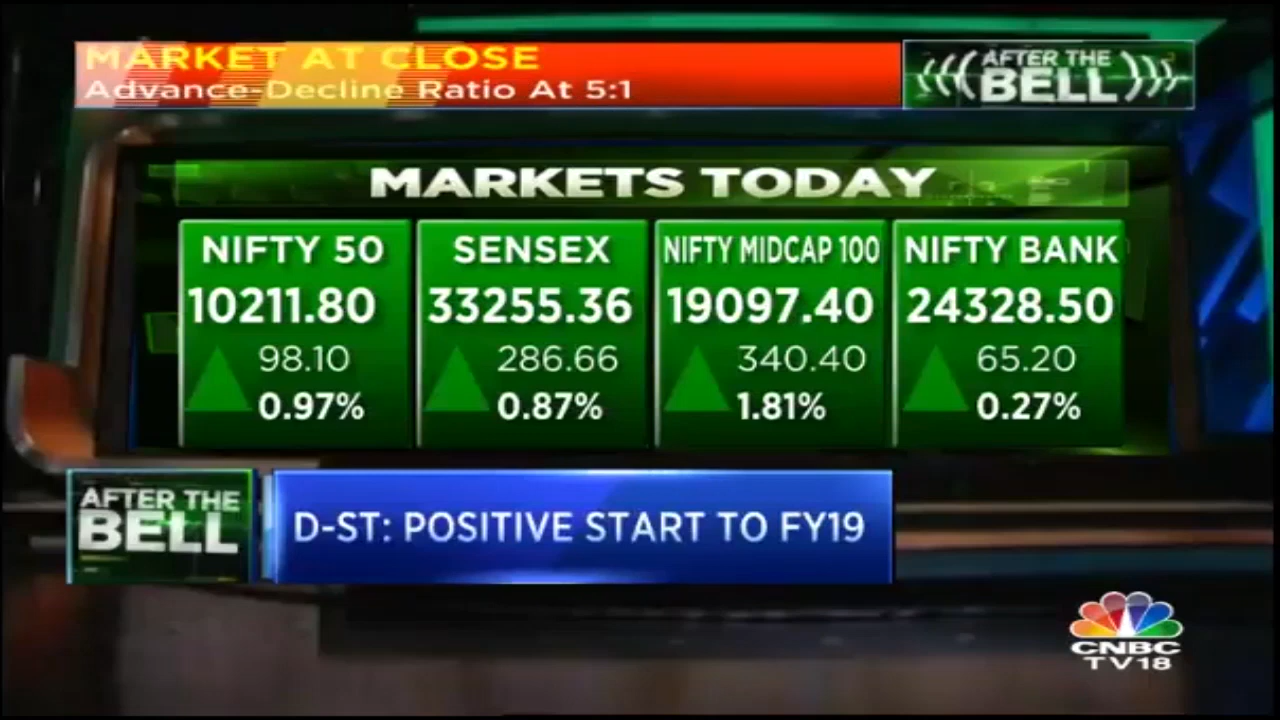 MARKET AT CLOSE
Advance-Decline Ratio At 5:1
AFTER THE
BELL
MARKETS TODAY
NIFTY 50
10211.80
98.10
0.97%
SENSEX
33255.36
286.66
0.87%
NIFTY MIDCAP 100
19097.40
340.40
1.81%
NIFTY BANK
24328.50
65.20
0.27%
AFTER THE
BELL
D-ST: POSITIVE START TO FY19
CNBC
TV18